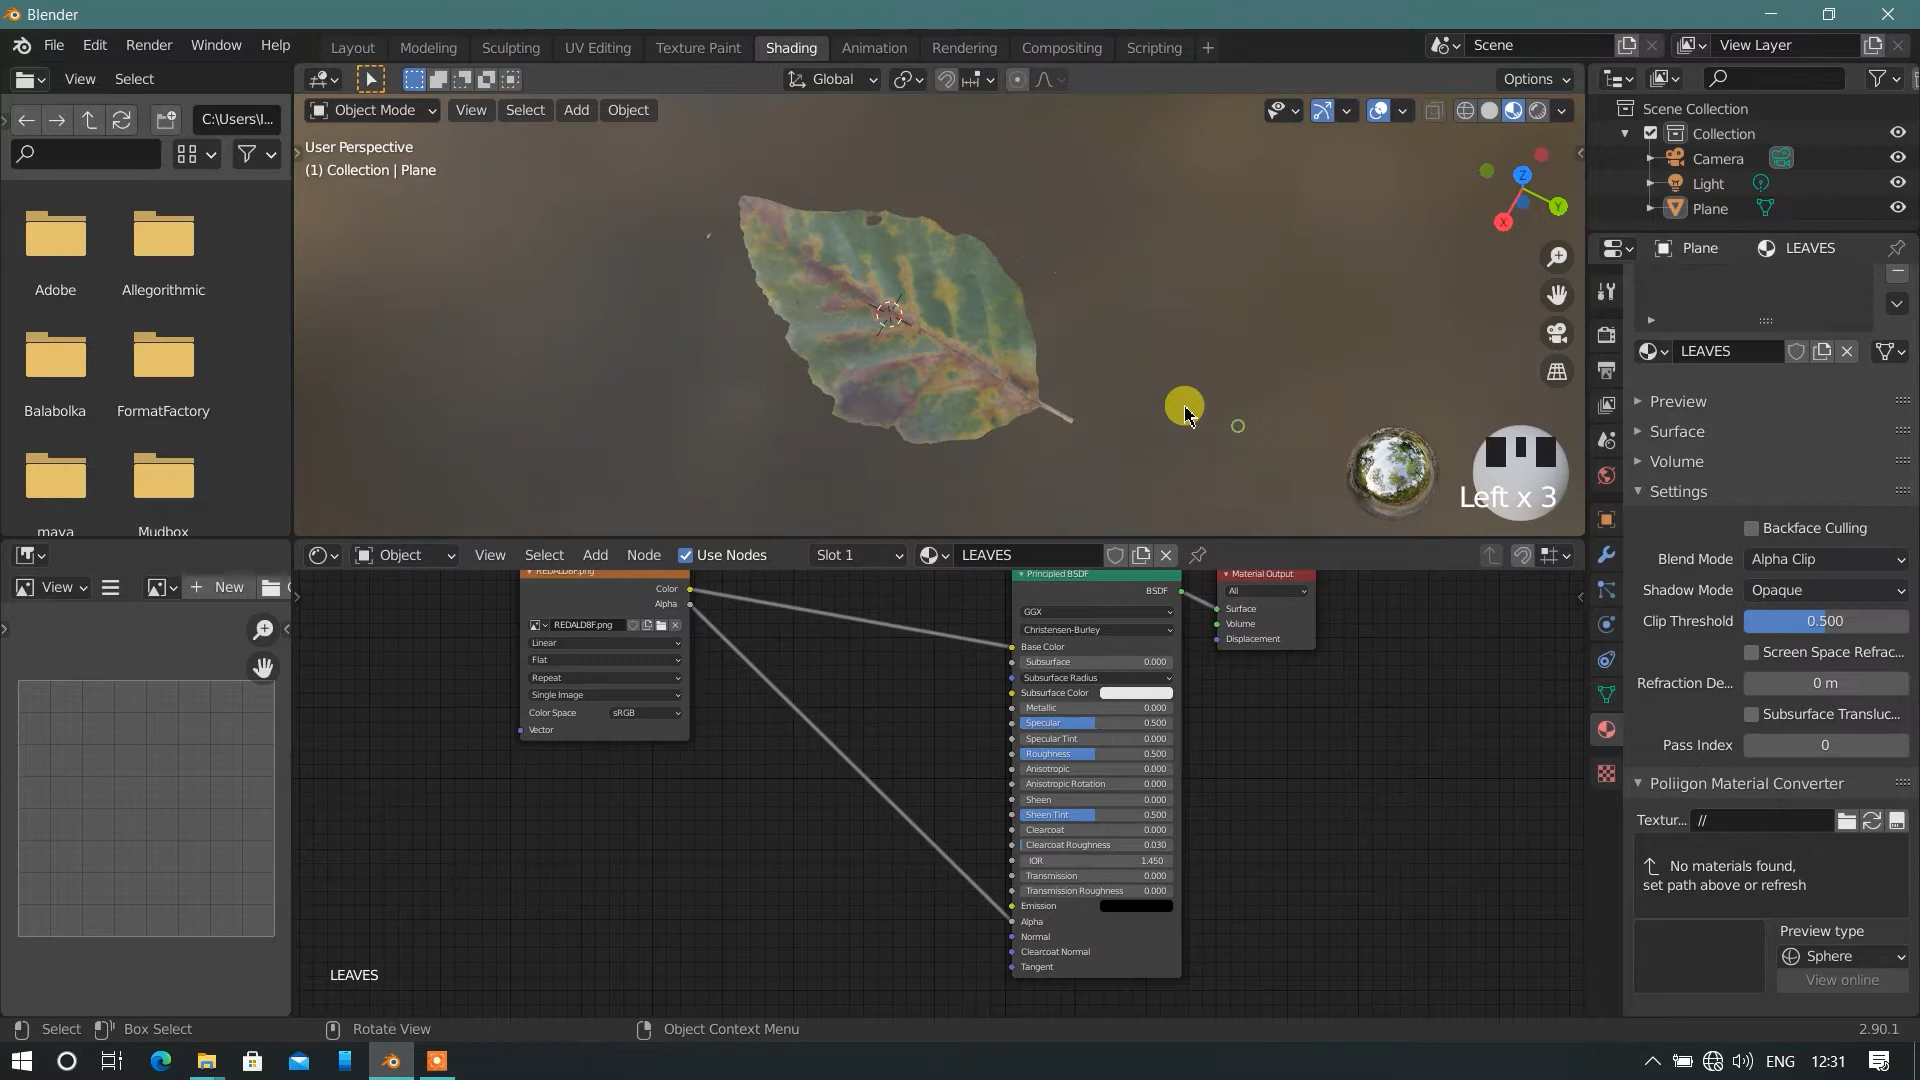 Blender
File Edit Render Window Help
Layout Modeling Sculpting UV Editing Texture Paint Shading Animation Rendering Compositing Scripting +
Scene
View Layer
View Select
Global
Options
C:\Users\I...
Object Mode View Select Add Object
User Perspective
(1) Collection | Plane
Z
Y
X
Left x 3
Adobe
Allegorithmic
Balabolka
FormatFactory
maya
Mudbox
Scene Collection
Collection
Camera
Light
Plane
Plane LEAVES
LEAVES
Preview
Surface
Volume
Settings
Backface Culling
Blend Mode Alpha Clip
Shadow Mode Opaque
Clip Threshold 0.500
Screen Space Refrac...
Refraction De... 0 m
Subsurface Transluc...
Pass Index 0
Poliigon Material Converter
Textur... //
No materials found,
set path above or refresh
Preview type
Sphere
View online
View + New
Object View Select Add Node Use Nodes Slot 1 LEAVES
REDALD8F.png
Color
Alpha
REDALD8F.png
Linear
Flat
Repeat
Single Image
Color Space sRGB
Vector
Principled BSDF
BSDF
GGX
Christensen-Burley
Base Color
Subsurface 0.000
Subsurface Radius
Subsurface Color
Metallic 0.000
Specular 0.500
Specular Tint 0.000
Roughness 0.500
Anisotropic 0.000
Anisotropic Rotation 0.000
Sheen 0.000
Sheen Tint 0.500
Clearcoat 0.000
Clearcoat Roughness 0.030
IOR 1.450
Transmission 0.000
Transmission Roughness 0.000
Emission
Alpha
Normal
Clearcoat Normal
Tangent
Material Output
All
Surface
Volume
Displacement
LEAVES
Select Box Select Rotate View Object Context Menu 2.90.1
ENG 12:31